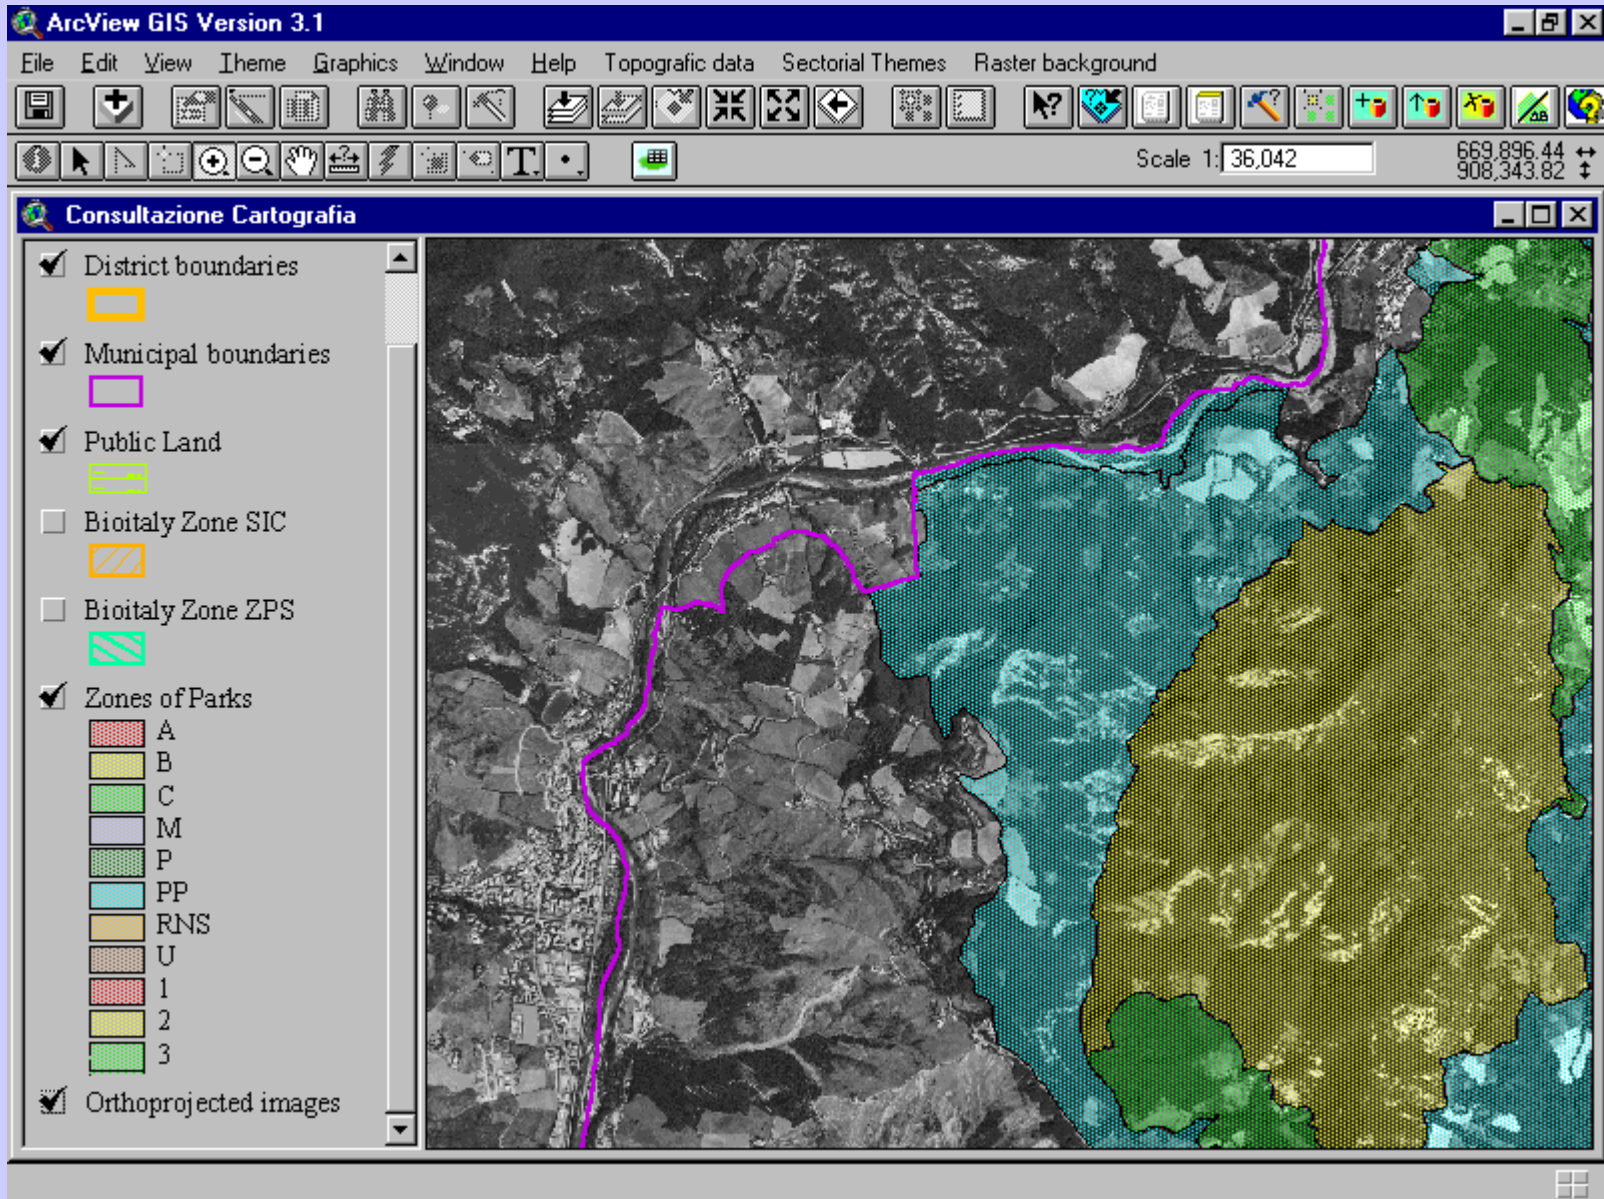 ArcView GIS Version 3.1
File Edit View Theme Graphics Window Help Topografic data Sectorial Themes Raster background
Scale 1: 36,042
669,896.44
908,343.82
Consultazione Cartografia
District boundaries
Municipal boundaries
Public Land
Bioitaly Zone SIC
Bioitaly Zone ZPS
Zones of Parks
A
B
C
M
P
PP
RNS
U
1
2
3
Orthoprojected images